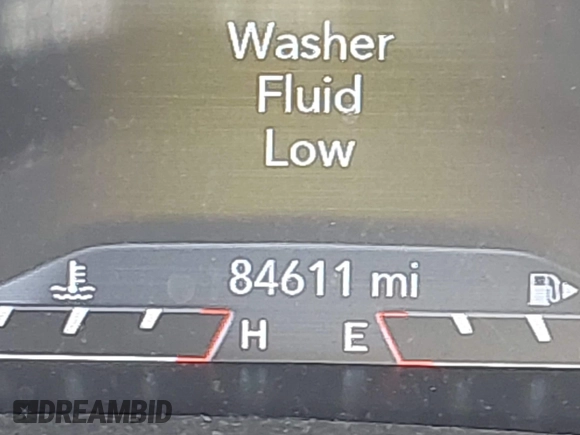 Washer
Fluid
Low
84611 mi
H E
DREAMBID